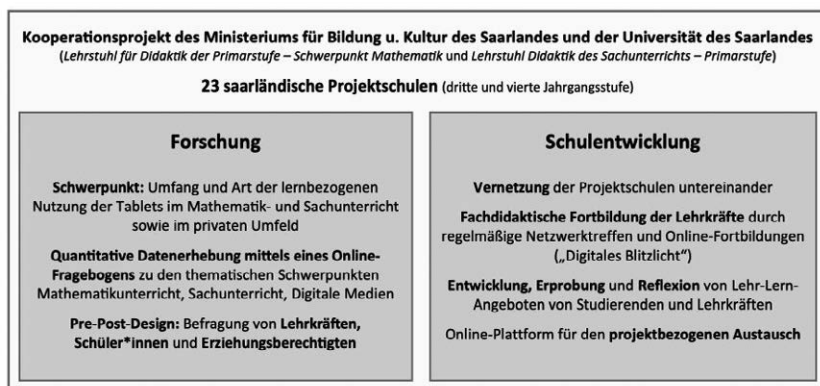 Kooperationsprojekt des Ministeriums für Bildung u. Kultur des Saarlandes und der Universität des Saarlandes
(Lehrstuhl für Didaktik der Primarstufe – Schwerpunkt Mathematik und Lehrstuhl Didaktik des Sachunterrichts – Primarstufe)
23 saarländische Projektschulen (dritte und vierte Jahrgangsstufe)
Forschung
Schwerpunkt: Umfang und Art der lernbezogenen
Nutzung der Tablets im Mathematik- und Sachunterricht
sowie im privaten Umfeld
Quantitative Datenerhebung mittels eines Online-
Fragebogens zu den thematischen Schwerpunkten
Mathematikunterricht, Sachunterricht, Digitale Medien
Pre-Post-Design: Befragung von Lehrkräften,
Schüler*innen und Erziehungsberechtigten
Schulentwicklung
Vernetzung der Projektschulen untereinander
Fachdidaktische Fortbildung der Lehrkräfte durch
regelmäßige Netzwerktreffen und Online-Fortbildungen
(„Digitales Blitzlicht“)
Entwicklung, Erprobung und Reflexion von Lehr-Lern-
Angeboten von Studierenden und Lehrkräften
Online-Plattform für den projektbezogenen Austausch